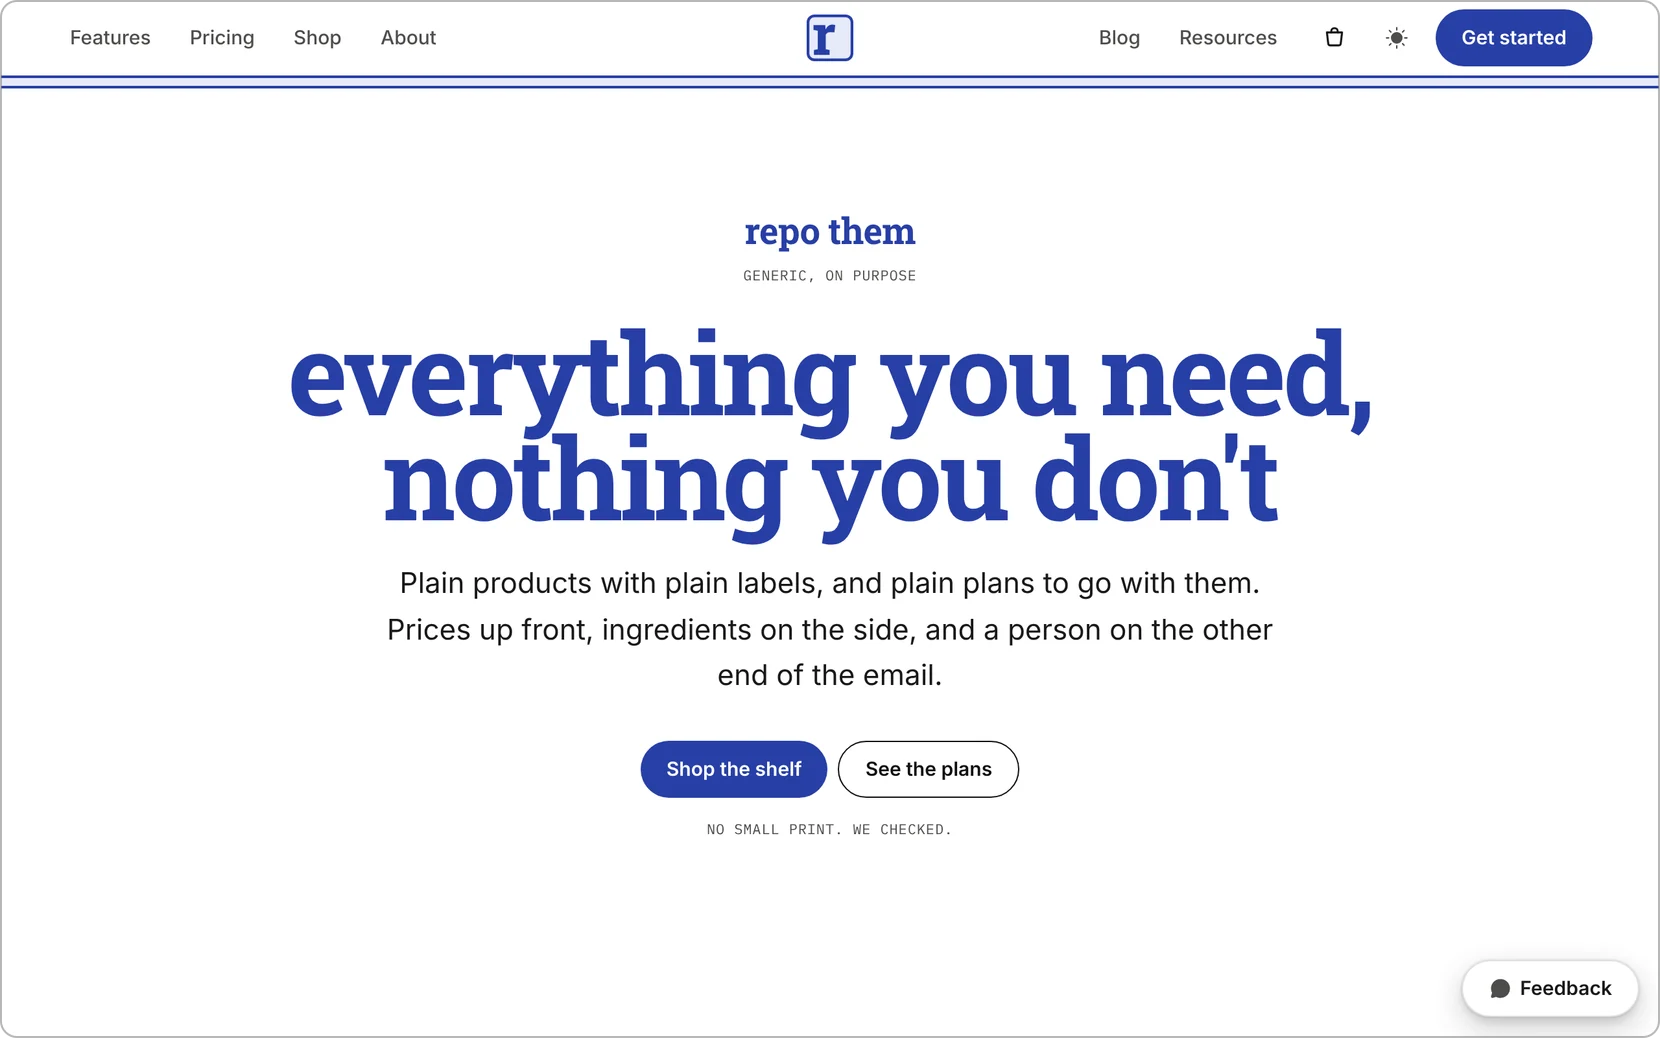 Features
Pricing
Shop
About
r
Blog
Resources
Get started
repo them
GENERIC, ON PURPOSE
everything you need,
nothing you don't
Plain products with plain labels, and plain plans to go with them.
Prices up front, ingredients on the side, and a person on the other
end of the email.
Shop the shelf
See the plans
NO SMALL PRINT. WE CHECKED.
Feedback